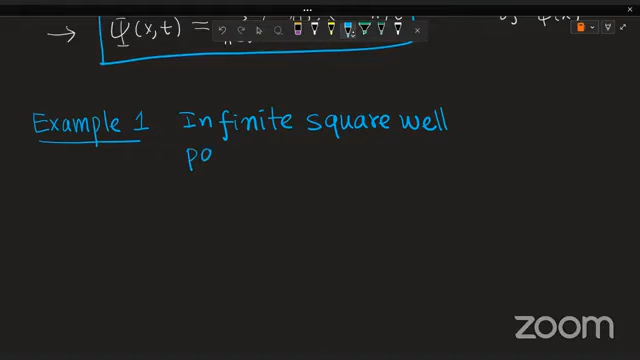 → Ψ(x,t) =
Example 1 Infinite square well
po
zoom